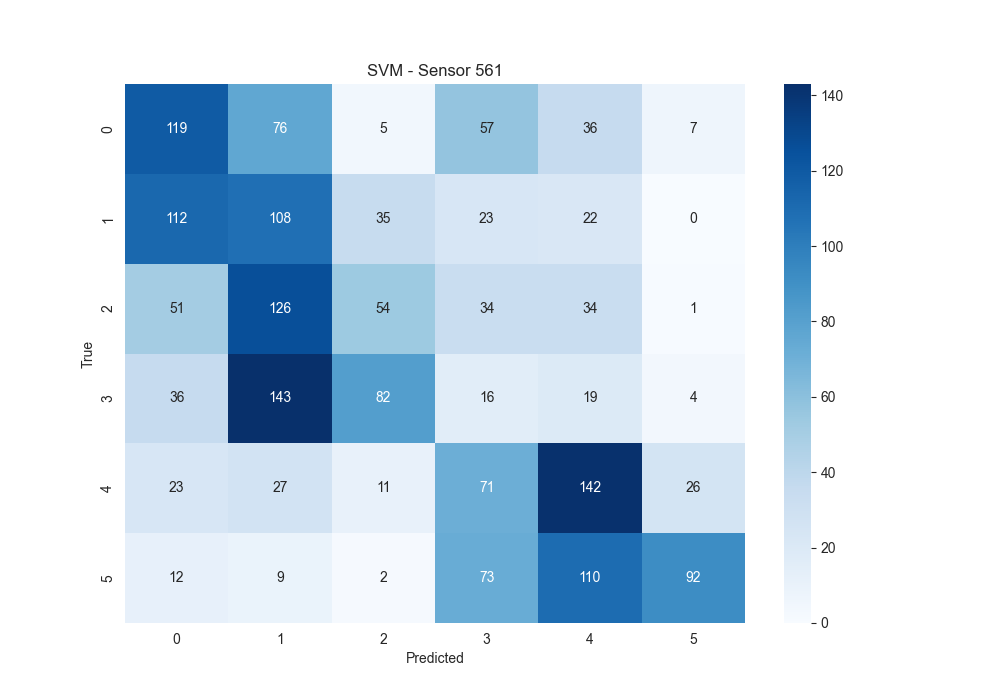 SVM - Sensor 561
0 119 76 5 57 36 7
1 112 108 35 23 22 0
2 51 126 54 34 34 1
3 36 143 82 16 19 4
4 23 27 11 71 142 26
5 12 9 2 73 110 92
0 1 2 3 4 5
Predicted
True
140
120
100
80
60
40
20
0